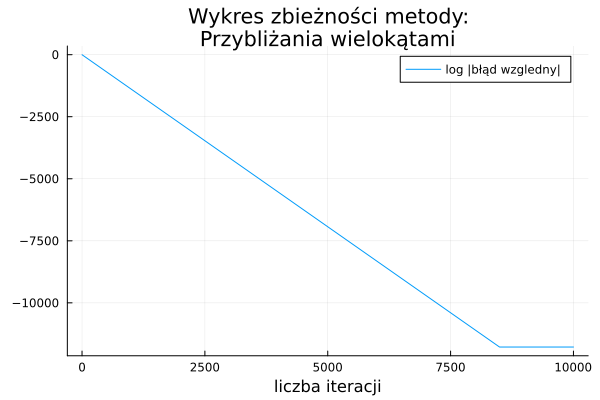 Wykres zbieżności metody:
Przybliżania wielokątami
log |błąd wzgledny|
0
−2500
−5000
−7500
−10000
0
2500
5000
7500
10000
liczba iteracji